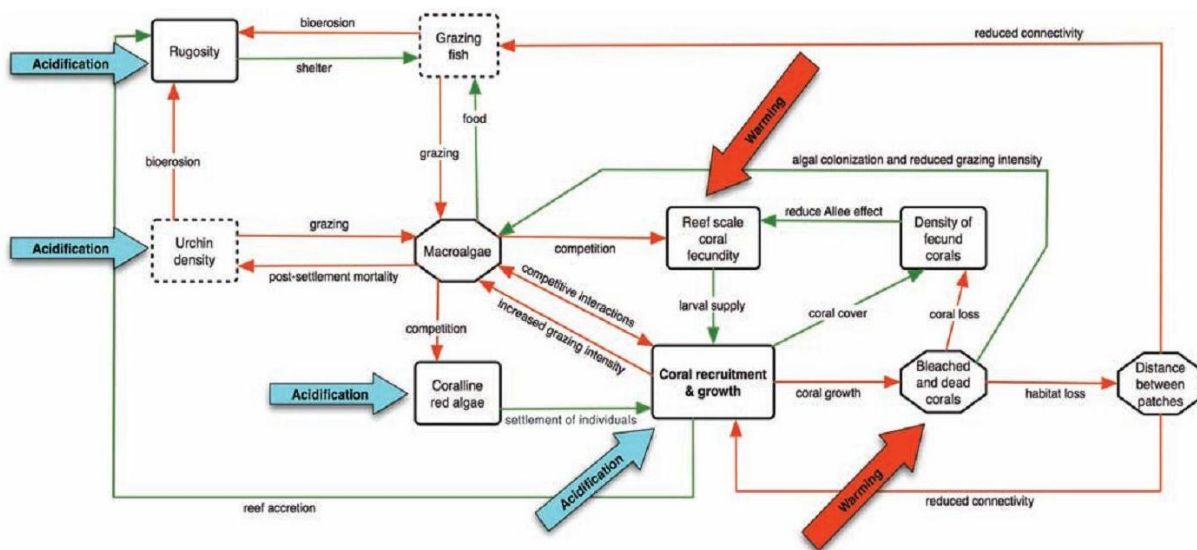 bioerosion
Grazing
fish
reduced connectivity
Acidification
Rugosity
shelter
Warming
food
bioerosion
grazing
algal colonization and reduced grazing intensity
Acidification
Urchin
density
grazing
Macroalgae
competition
Reef scale
coral
fecundity
reduce Allee effect
Density of
fecund
corals
post-settlement mortality
competitive interactions
larval supply
coral cover
coral loss
competition
increased grazing intensity
Acidification
Coralline
red algae
settlement of individuals
Coral recruitment
& growth
coral growth
Bleached
and dead
corals
habitat loss
Distance
between
patches
Acidification
Warming
reef accretion
reduced connectivity